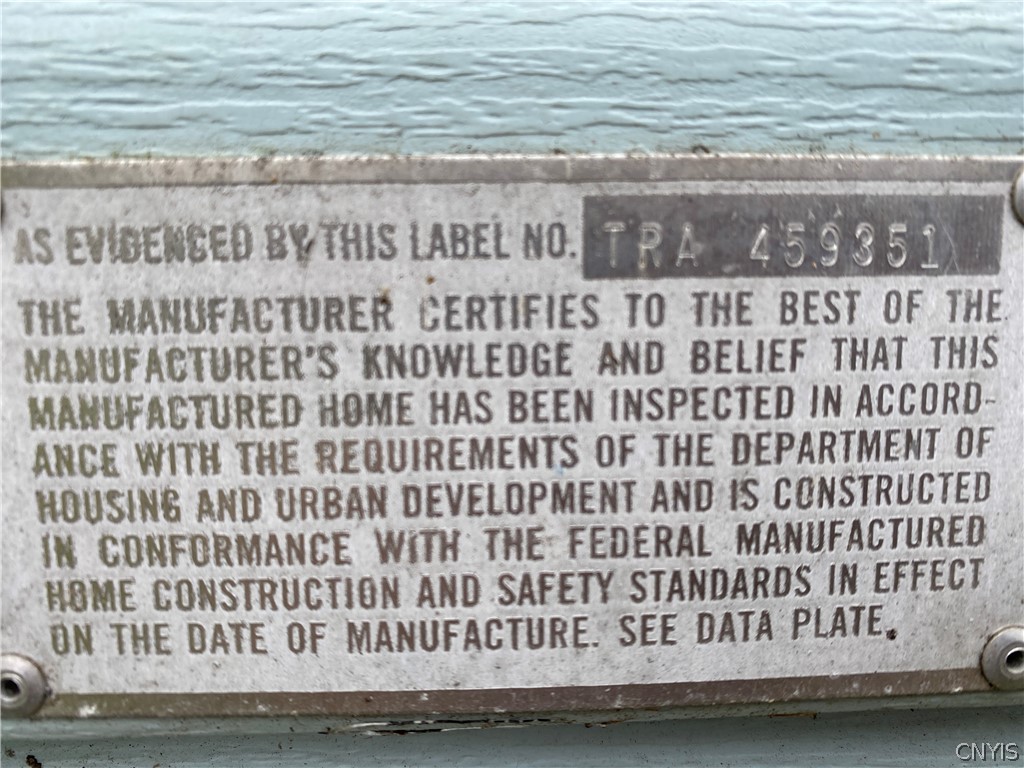 AS EVIDENCED BY THIS LABEL NO. TRA 459351
THE MANUFACTURER CERTIFIES TO THE BEST OF THE
MANUFACTURER'S KNOWLEDGE AND BELIEF THAT THIS
MANUFACTURED HOME HAS BEEN INSPECTED IN ACCORD-
ANCE WITH THE REQUIREMENTS OF THE DEPARTMENT OF
HOUSING AND URBAN DEVELOPMENT AND IS CONSTRUCTED
IN CONFORMANCE WITH THE FEDERAL MANUFACTURED
HOME CONSTRUCTION AND SAFETY STANDARDS IN EFFECT
ON THE DATE OF MANUFACTURE. SEE DATA PLATE.
CNYIS